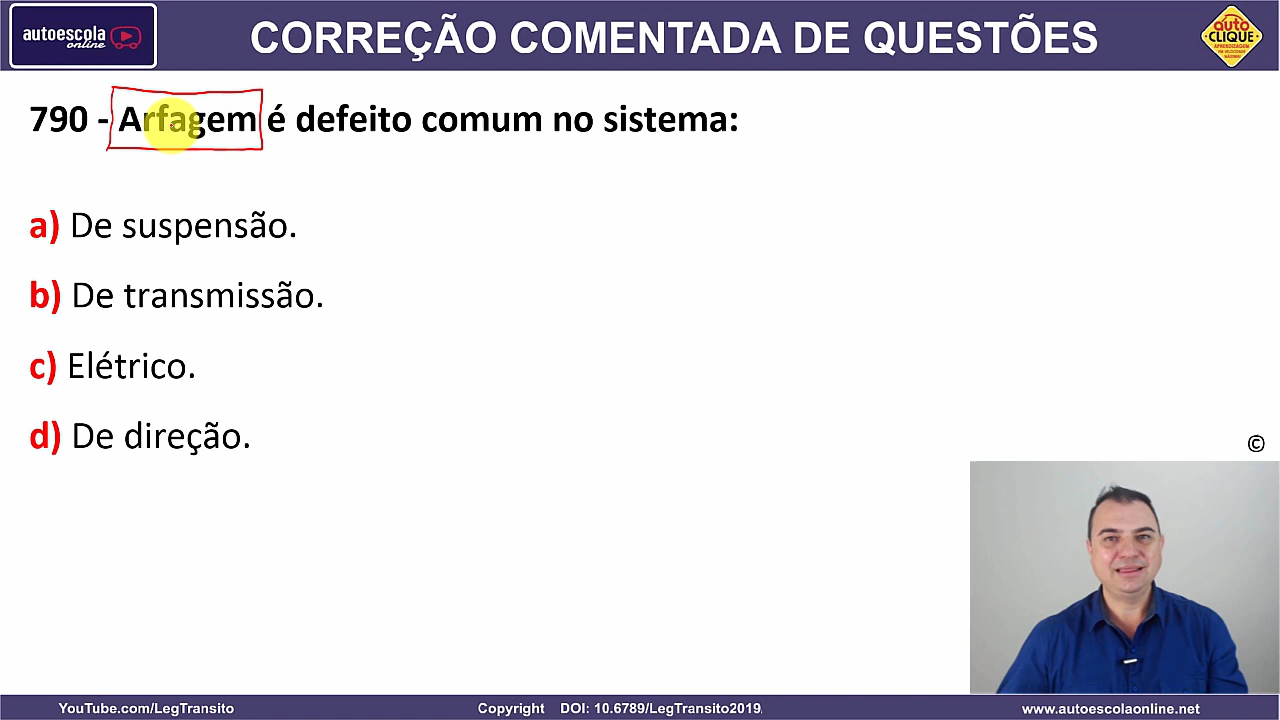 autoescola
online
CORREÇÃO COMENTADA DE QUESTÕES
auto
CLIQUE
APRENDIZAGEM
790 - Arfagem é defeito comum no sistema:
a) De suspensão.
b) De transmissão.
c) Elétrico.
d) De direção.
©
YouTube.com/LegTransito Copyright DOI: 10.6789/LegTransito2019 www.autoescolaonline.net